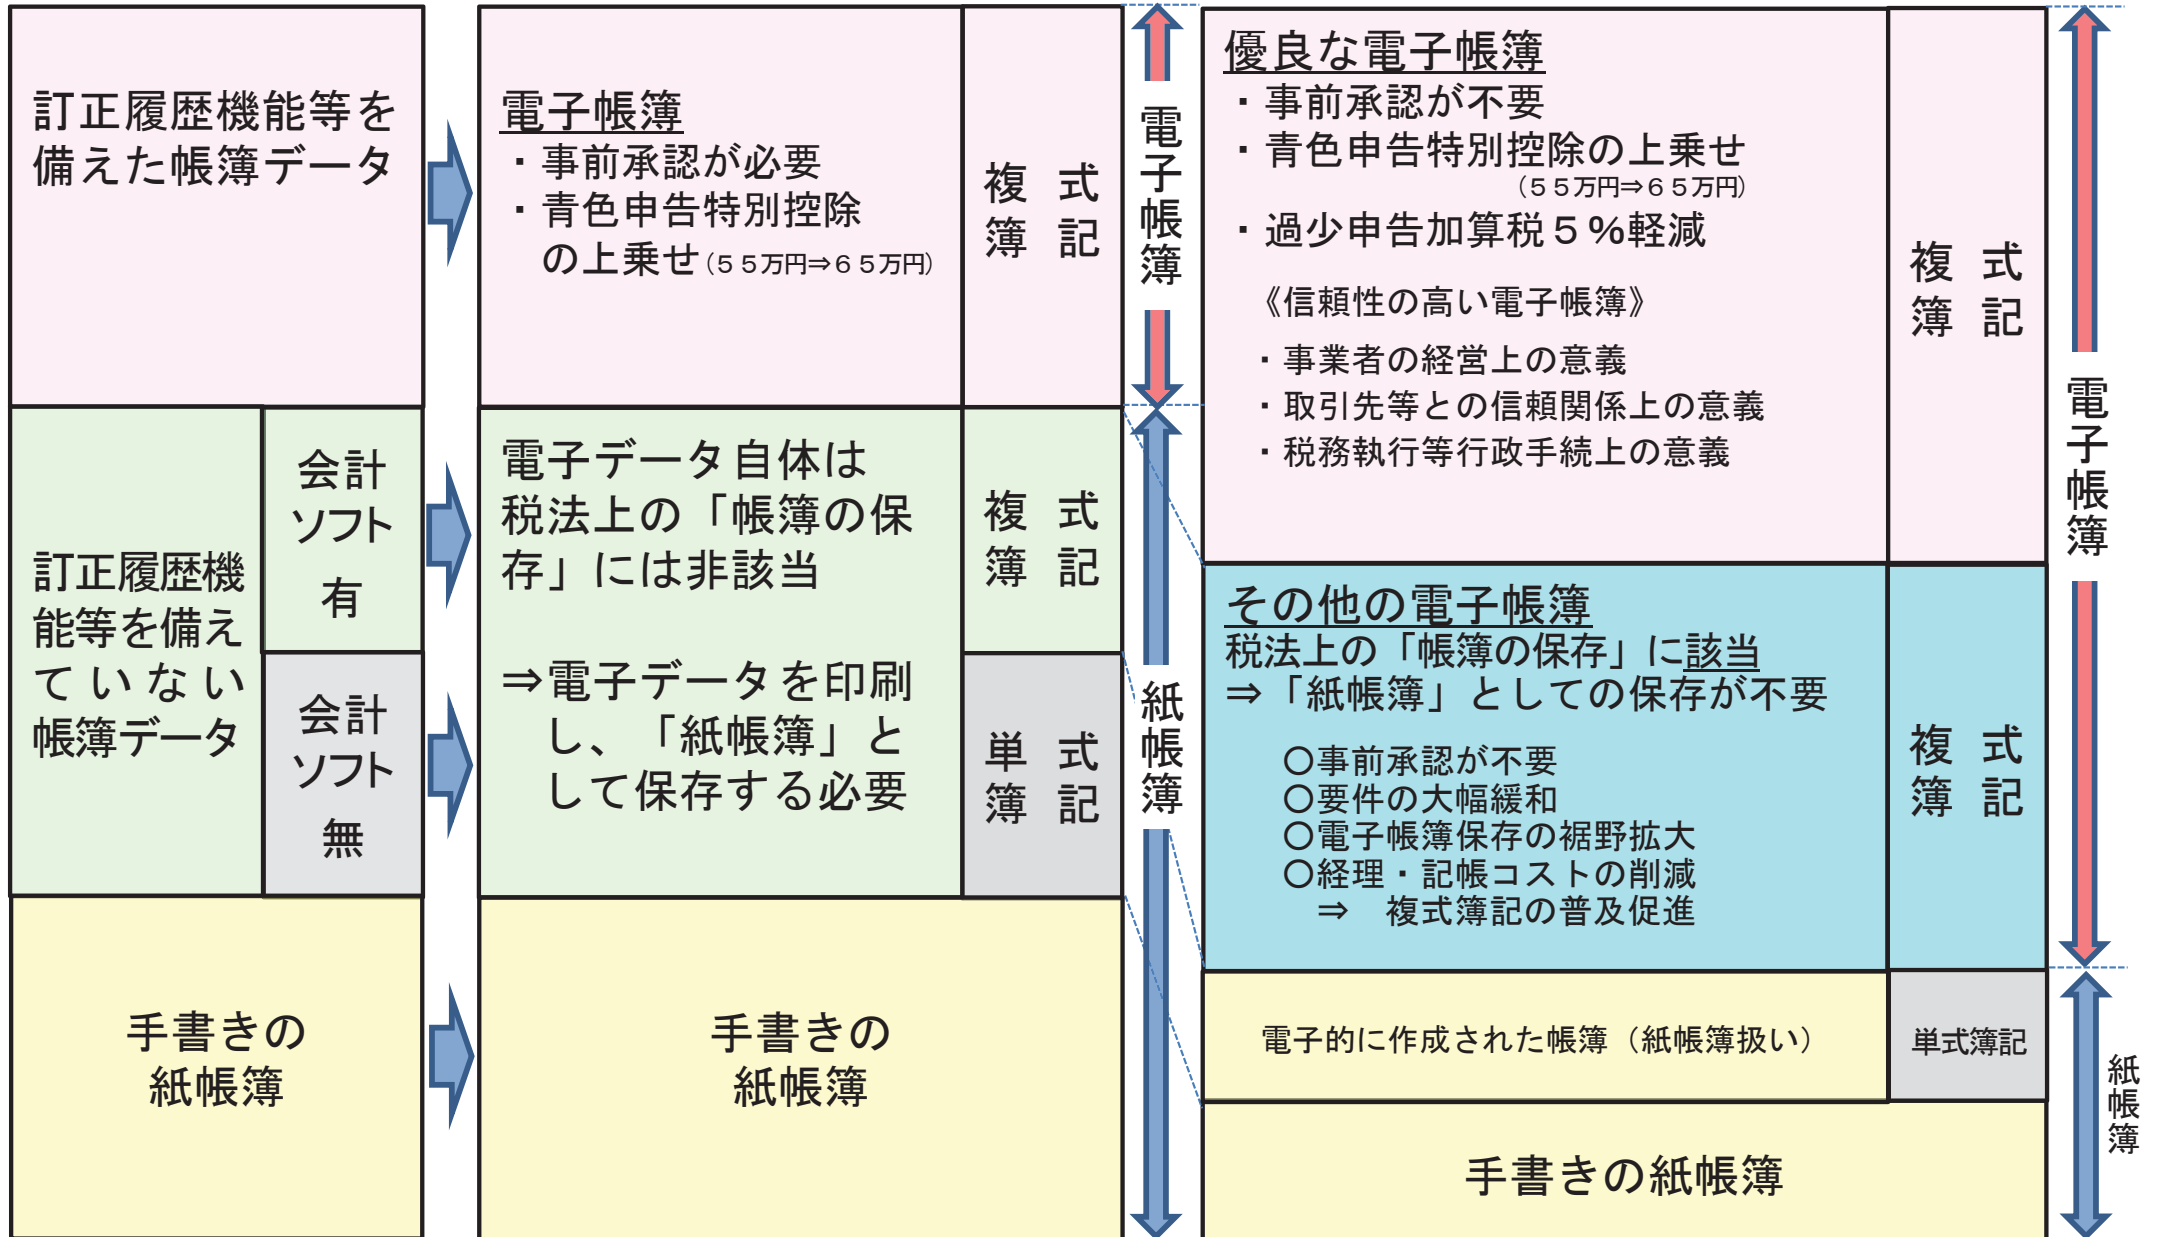 訂正履歴機能等を
備えた帳簿データ
訂正履歴機
能等を備え
ていない
帳簿データ
会計
ソフト
有
会計
ソフト
無
手書きの
紙帳簿
電子帳簿
・事前承認が必要
・青色申告特別控除
の上乗せ（５５万円⇒６５万円）
複式
簿記
電子データ自体は
税法上の「帳簿の保
存」には非該当
⇒電子データを印刷
し、「紙帳簿」と
して保存する必要
複式
簿記
単式
簿記
手書きの
紙帳簿
電子帳簿
紙帳簿
優良な電子帳簿
・事前承認が不要
・青色申告特別控除の上乗せ
（５５万円⇒６５万円）
・過少申告加算税５％軽減
《信頼性の高い電子帳簿》
・事業者の経営上の意義
・取引先等との信頼関係上の意義
・税務執行等行政手続上の意義
複式
簿記
その他の電子帳簿
税法上の「帳簿の保存」に該当
⇒「紙帳簿」としての保存が不要
〇事前承認が不要
〇要件の大幅緩和
〇電子帳簿保存の裾野拡大
〇経理・記帳コストの削減
⇒　複式簿記の普及促進
複式
簿記
電子的に作成された帳簿（紙帳簿扱い）
単式簿記
手書きの紙帳簿
電子帳簿
紙帳簿